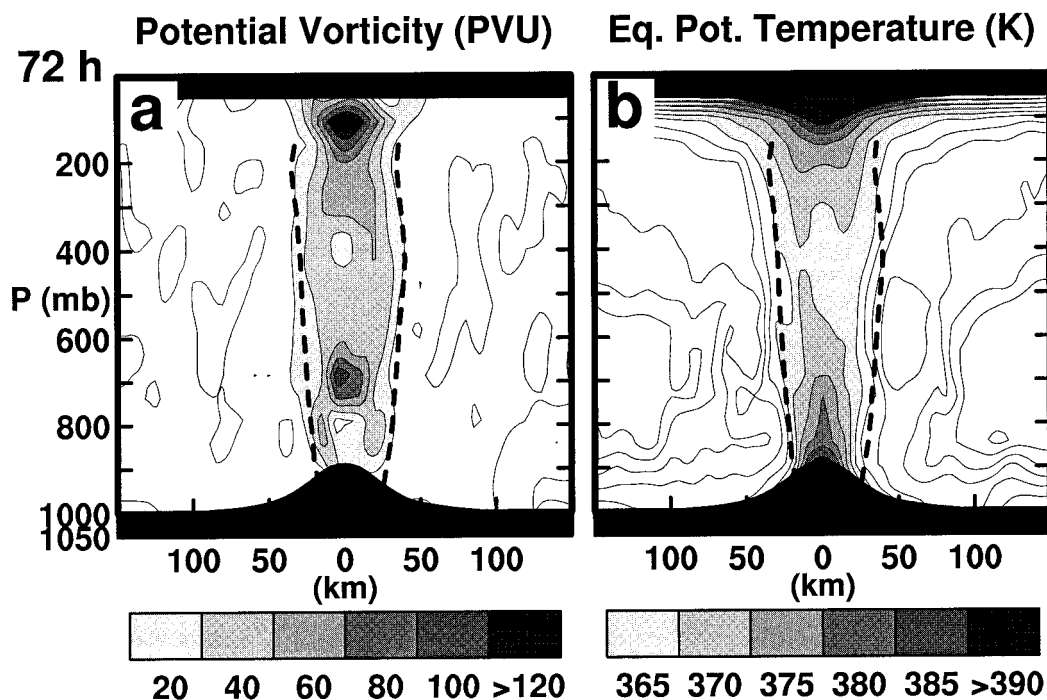 Potential Vorticity (PVU)
Eq. Pot. Temperature (K)
72 h
a
b
200
400
P (mb)
600
800
1000
1050
100 50 0 50 100
(km)
100 50 0 50 100
(km)
20 40 60 80 100 >120
365 370 375 380 385 >390